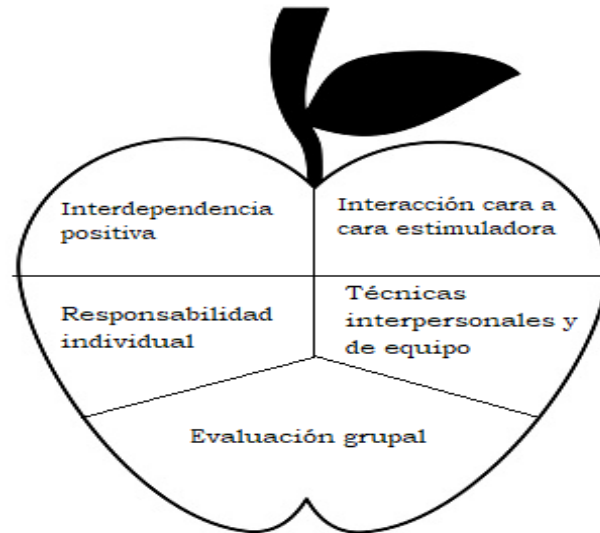 Interdependencia
positiva
Interacción cara a
cara estimuladora
Responsabilidad
individual
Técnicas
interpersonales y
de equipo
Evaluación grupal